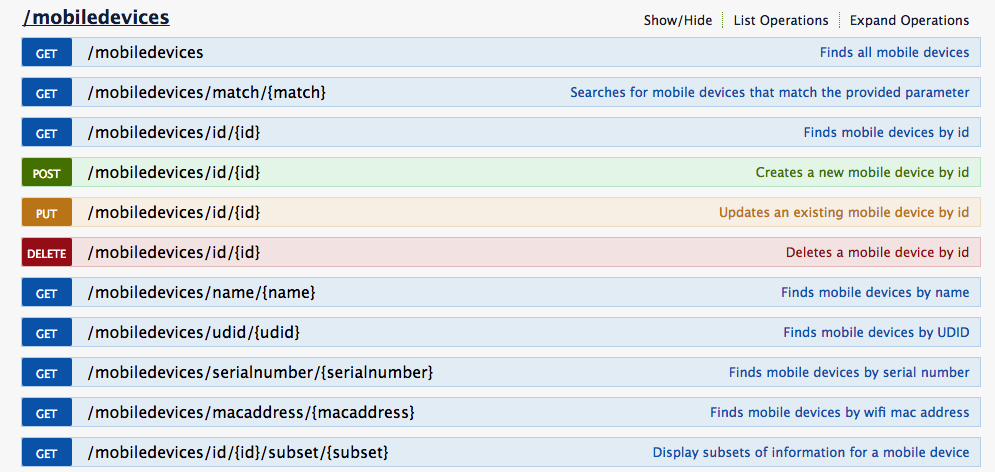 /mobiledevices Show/Hide List Operations Expand Operations
GET /mobiledevices Finds all mobile devices
GET /mobiledevices/match/{match} Searches for mobile devices that match the provided parameter
GET /mobiledevices/id/{id} Finds mobile devices by id
POST /mobiledevices/id/{id} Creates a new mobile device by id
PUT /mobiledevices/id/{id} Updates an existing mobile device by id
DELETE /mobiledevices/id/{id} Deletes a mobile device by id
GET /mobiledevices/name/{name} Finds mobile devices by name
GET /mobiledevices/udid/{udid} Finds mobile devices by UDID
GET /mobiledevices/serialnumber/{serialnumber} Finds mobile devices by serial number
GET /mobiledevices/macaddress/{macaddress} Finds mobile devices by wifi mac address
GET /mobiledevices/id/{id}/subset/{subset} Display subsets of information for a mobile device